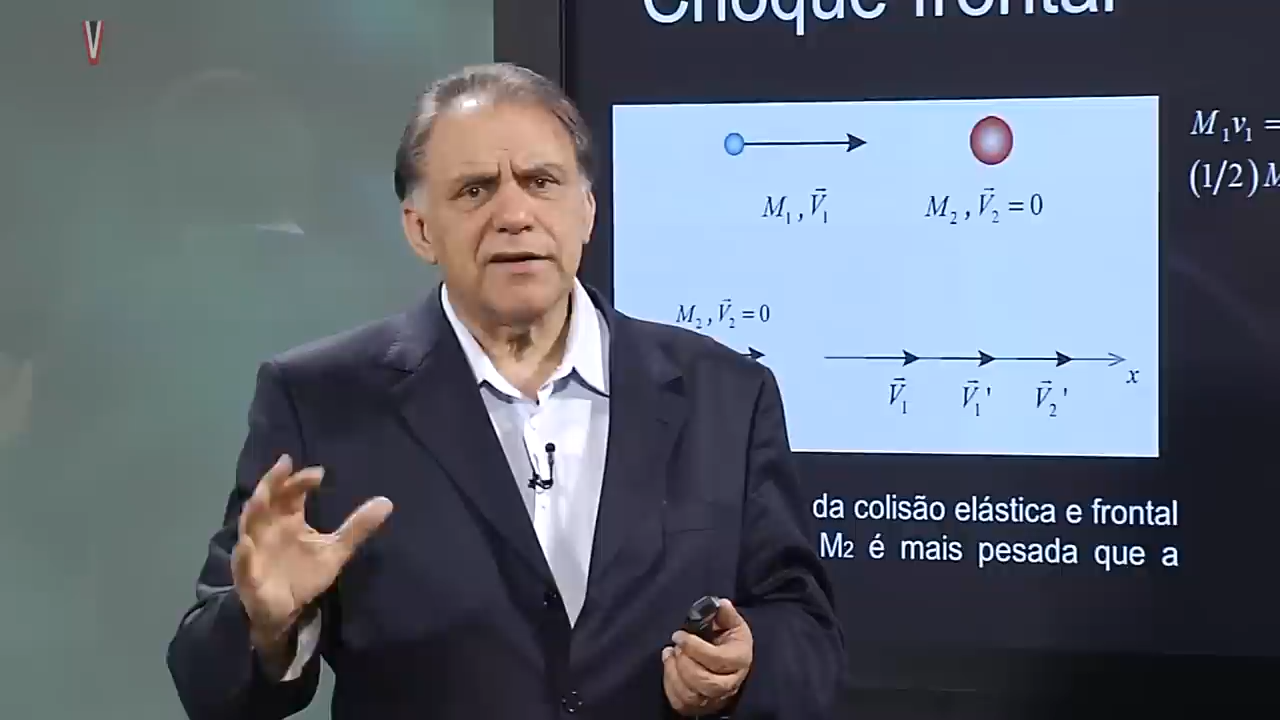 V
Choque frontal
M₁v₁ =
(1/2)M
M₁, V⃗₁
M₂, V⃗₂ = 0
M₂, V⃗₂ = 0
V⃗₁ V⃗₁' V⃗₂' x
da colisão elástica e frontal
M₂ é mais pesada que a